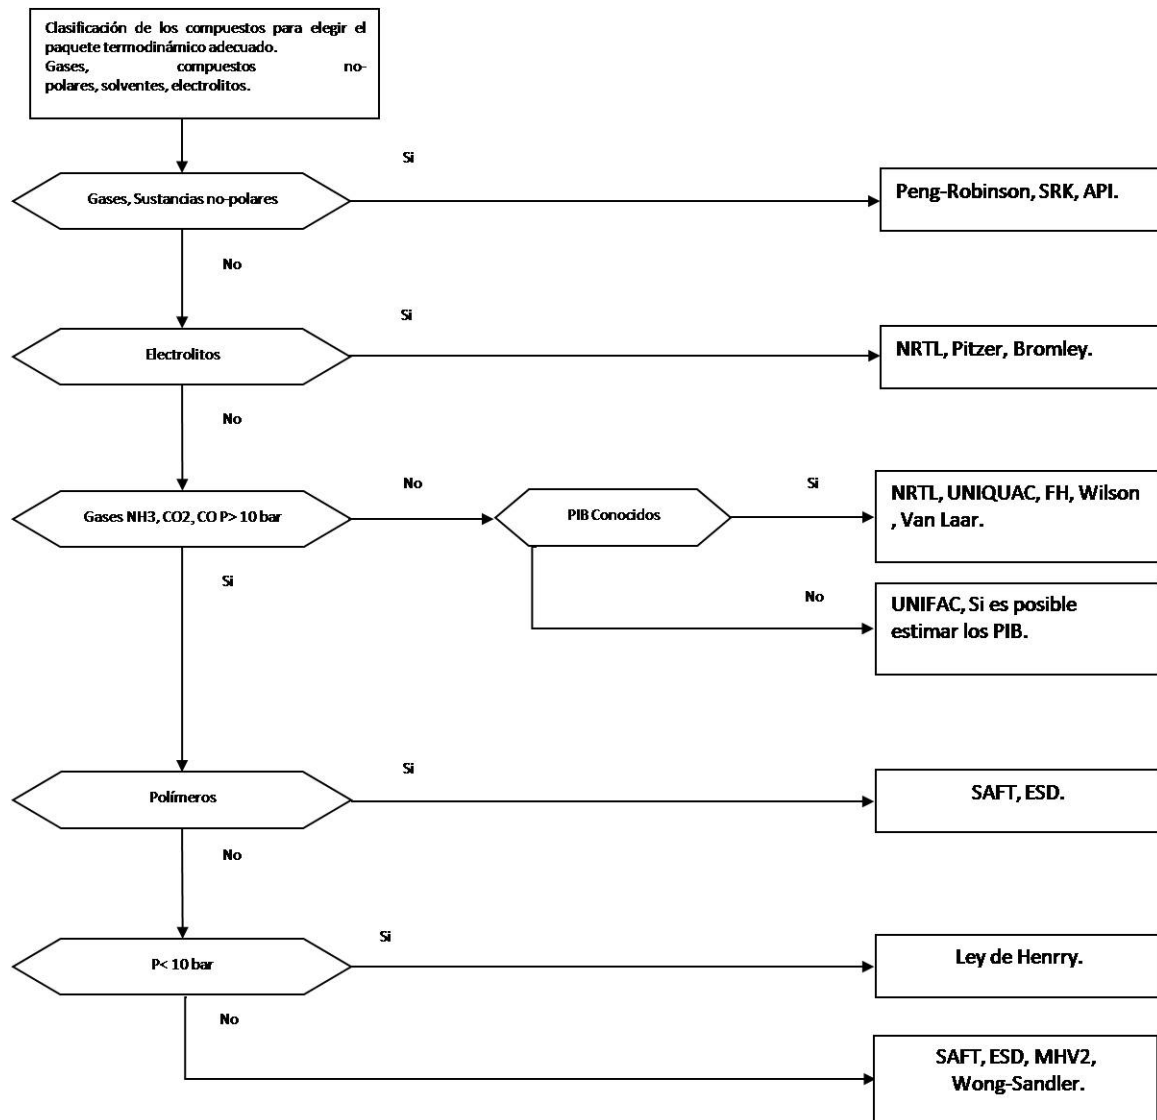 Clasificación de los compuestos para elegir el
paquete termodinámico adecuado.
Gases, compuestos no-
polares, solventes, electrolitos.
Si
Gases, Sustancias no-polares
Peng-Robinson, SRK, API.
No
Si
Electrolitos
NRTL, Pitzer, Bromley.
No
No
Si
Gases NH3, CO2, CO P> 10 bar
PIB Conocidos
NRTL, UNIQUAC, FH, Wilson
, Van Laar.
Si
No
UNIFAC, Si es posible
estimar los PIB.
Si
Polímeros
SAFT, ESD.
No
Si
P< 10 bar
Ley de Henrry.
No
SAFT, ESD, MHV2,
Wong-Sandler.